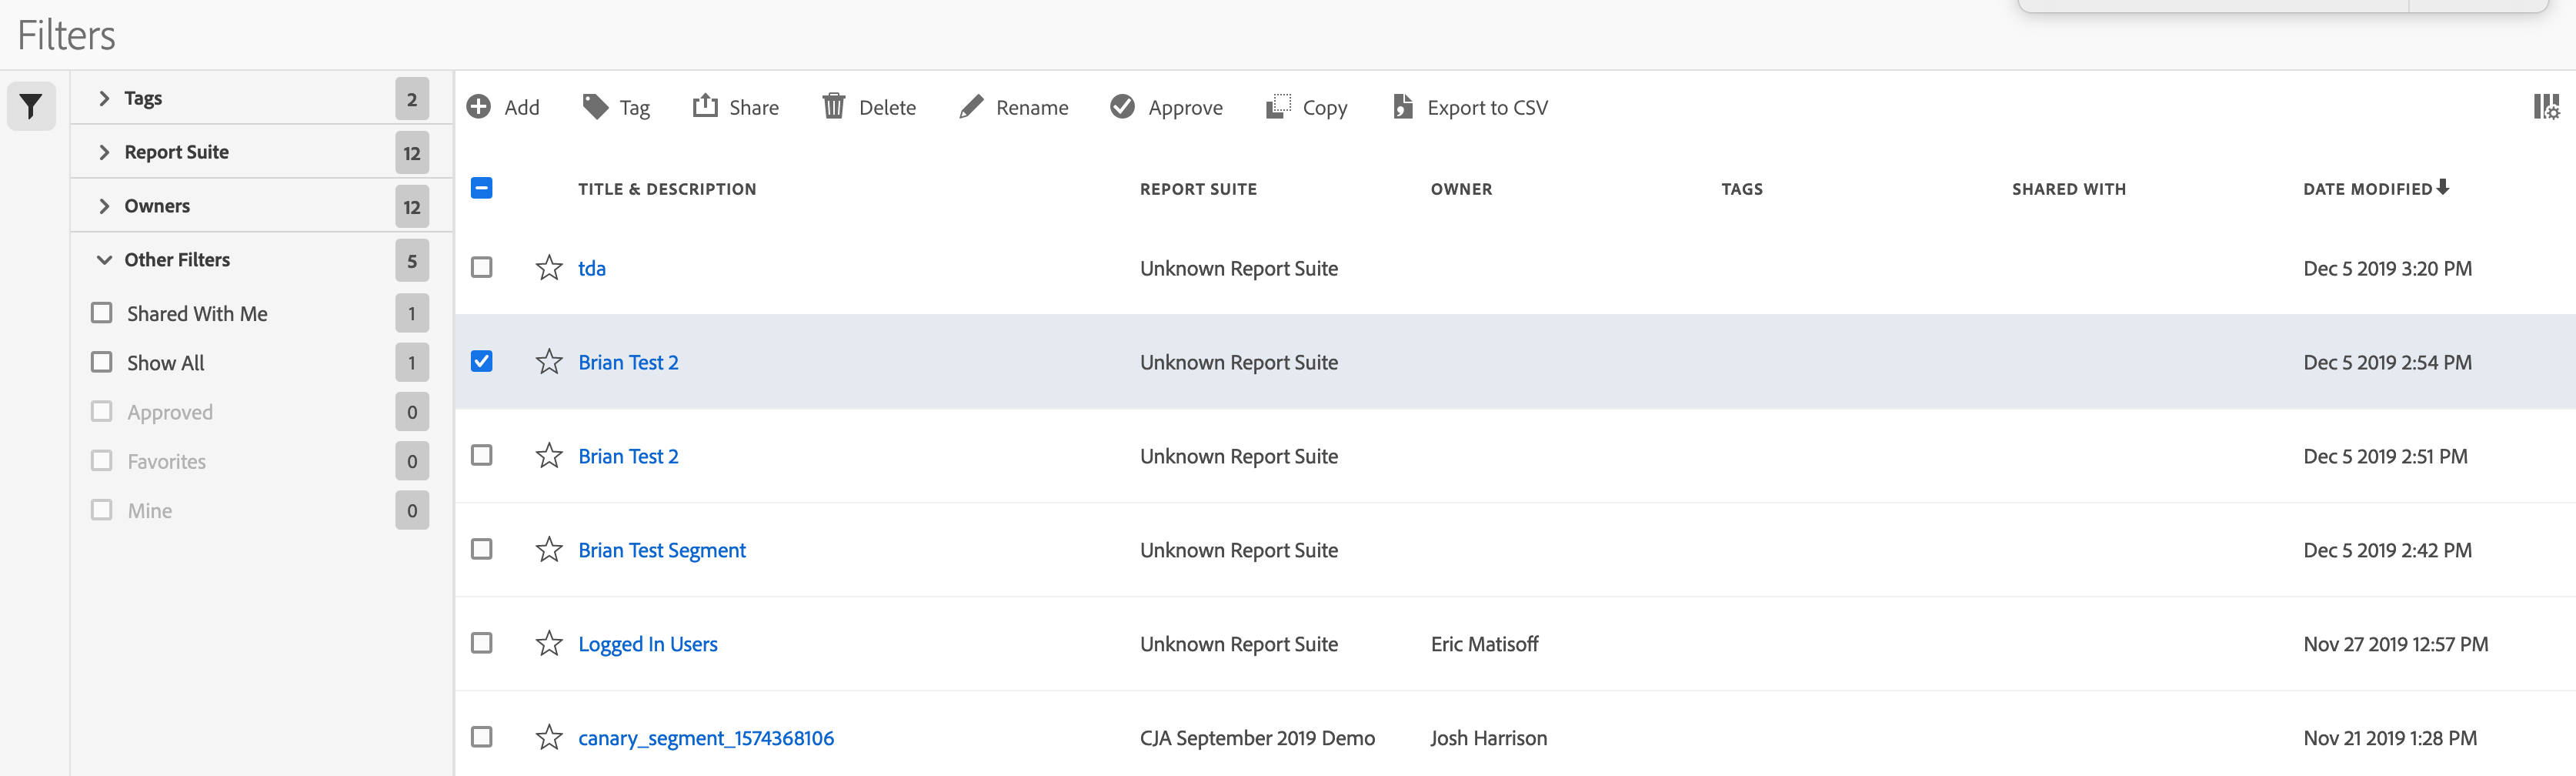 Filters
Tags 2
Report Suite 12
Owners 12
Other Filters 5
Shared With Me 1
Show All 1
Approved 0
Favorites 0
Mine 0
Add Tag Share Delete Rename Approve Copy Export to CSV
TITLE & DESCRIPTION REPORT SUITE OWNER TAGS SHARED WITH DATE MODIFIED
tda Unknown Report Suite Dec 5 2019 3:20 PM
Brian Test 2 Unknown Report Suite Dec 5 2019 2:54 PM
Brian Test 2 Unknown Report Suite Dec 5 2019 2:51 PM
Brian Test Segment Unknown Report Suite Dec 5 2019 2:42 PM
Logged In Users Unknown Report Suite Eric Matisoff Nov 27 2019 12:57 PM
canary_segment_1574368106 CJA September 2019 Demo Josh Harrison Nov 21 2019 1:28 PM